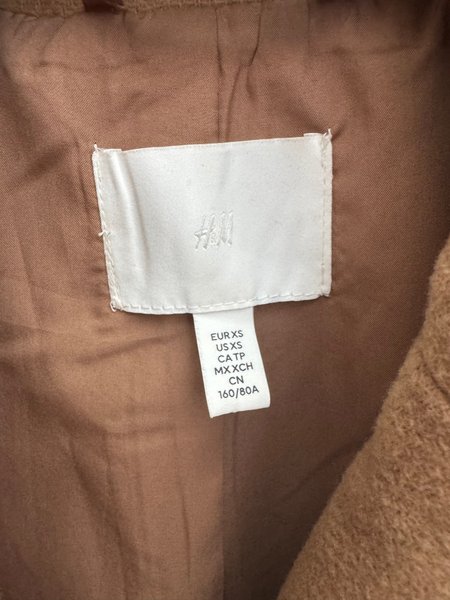 H&M
EUR XS
US XS
CA TP
MX XCH
CN
160/80A